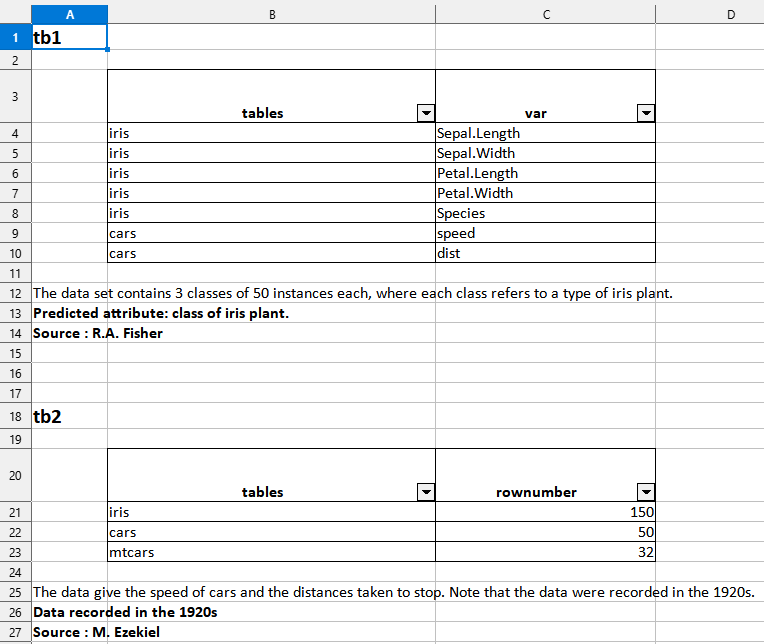 A B C D
1 tb1
2
3 tables var
4 iris Sepal.Length
5 iris Sepal.Width
6 iris Petal.Length
7 iris Petal.Width
8 iris Species
9 cars speed
10 cars dist
11
12 The data set contains 3 classes of 50 instances each, where each class refers to a type of iris plant.
13 Predicted attribute: class of iris plant.
14 Source : R.A. Fisher
15
16
17
18 tb2
19
20 tables rownumber
21 iris 150
22 cars 50
23 mtcars 32
24
25 The data give the speed of cars and the distances taken to stop. Note that the data were recorded in the 1920s.
26 Data recorded in the 1920s
27 Source : M. Ezekiel